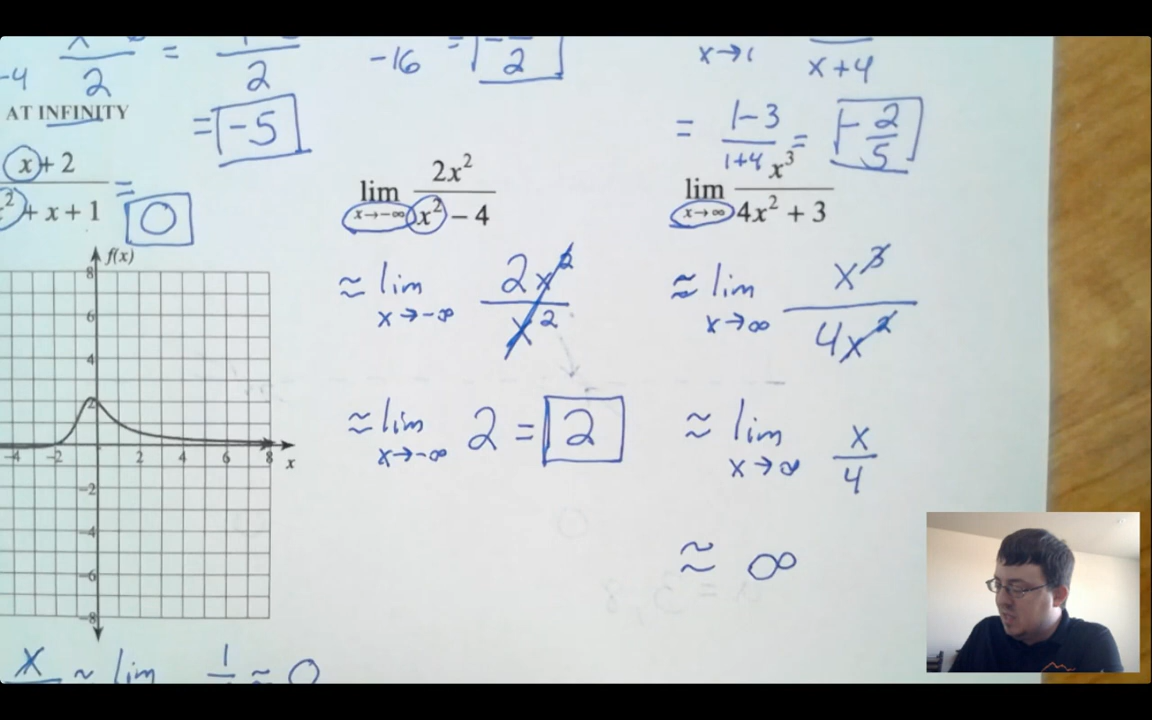 -4 x / 2 = / 2
= -5
-16 = - / 2
x→1 / x+4
= 1-3 / 1+4 = -2/5
AT INFINITY
x + 2 / 2 + x + 1 = 0
lim x→-∞ 2x² / x² - 4
≈ lim x→-∞ 2x² / x²
≈ lim x→-∞ 2 = 2
lim x→∞ x³ / 4x² + 3
≈ lim x→∞ x³ / 4x²
≈ lim x→∞ x / 4
≈ ∞
f(x)
8
6
4
2
-4 -2 2 4 6 8 x
-2
-4
-6
-8
x ~ lim 1 / ≈ 0